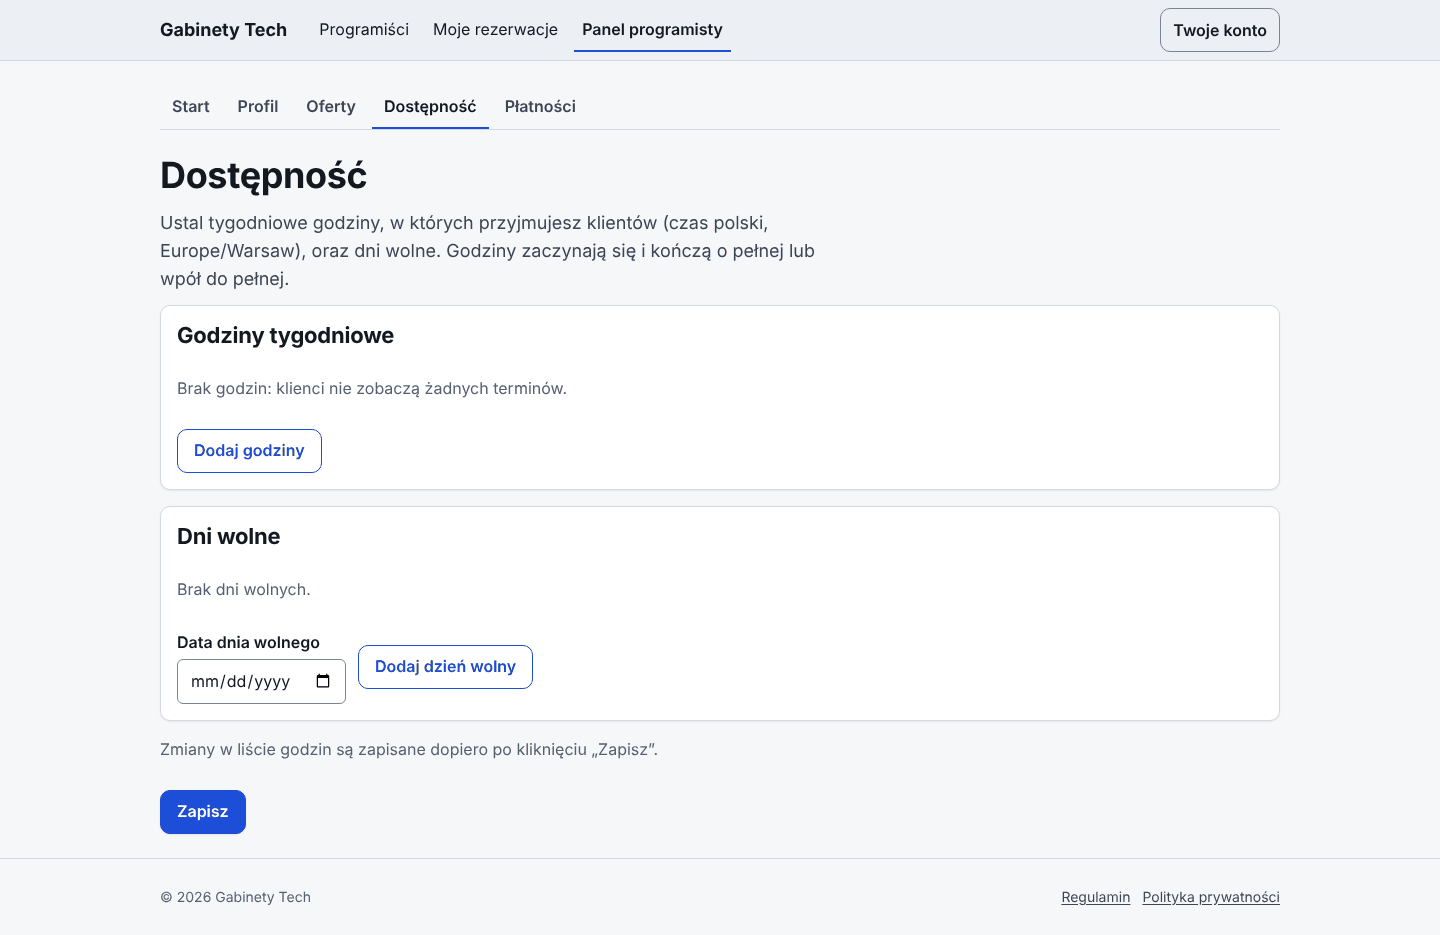 Gabinety Tech
Programiści
Moje rezerwacje
Panel programisty
Twoje konto
Start
Profil
Oferty
Dostępność
Płatności
Dostępność
Ustal tygodniowe godziny, w których przyjmujesz klientów (czas polski,
Europe/Warsaw), oraz dni wolne. Godziny zaczynają się i kończą o pełnej lub
wpół do pełnej.
Godziny tygodniowe
Brak godzin: klienci nie zobaczą żadnych terminów.
Dodaj godziny
Dni wolne
Brak dni wolnych.
Data dnia wolnego
mm/dd/yyyy
Dodaj dzień wolny
Zmiany w liście godzin są zapisane dopiero po kliknięciu „Zapisz”.
Zapisz
© 2026 Gabinety Tech
Regulamin
Polityka prywatności